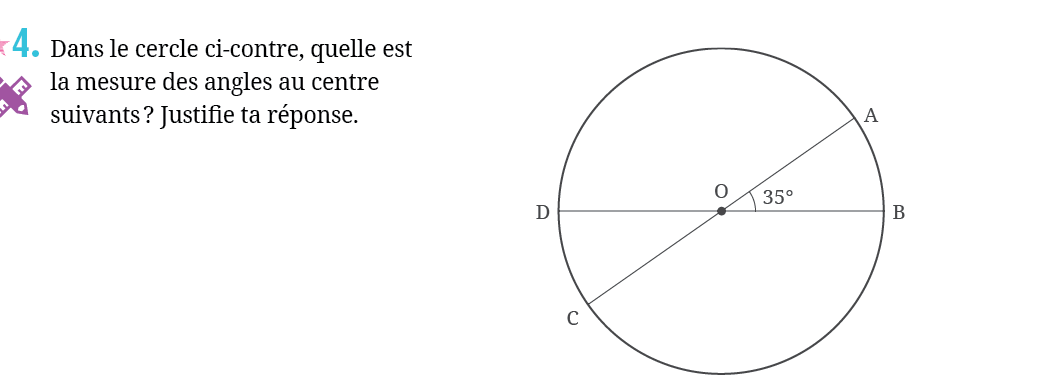 4. Dans le cercle ci-contre, quelle est
la mesure des angles au centre
suivants ? Justifie ta réponse.
A
O
35°
D
B
C